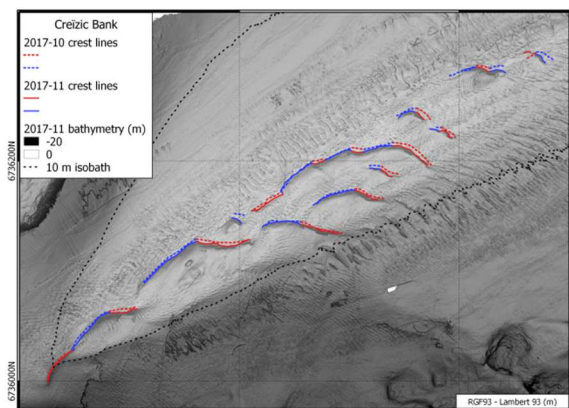 Creïzic Bank
2017-10 crest lines
2017-11 crest lines
2017-11 bathymetry (m)
-20
0
10 m isobath
6736200N
6736000N
RGF93 - Lambert 93 (m)